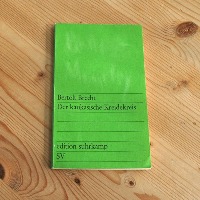 Bertolt Brecht
Der kaukasische Kreidekreis
edition suhrkamp
SV